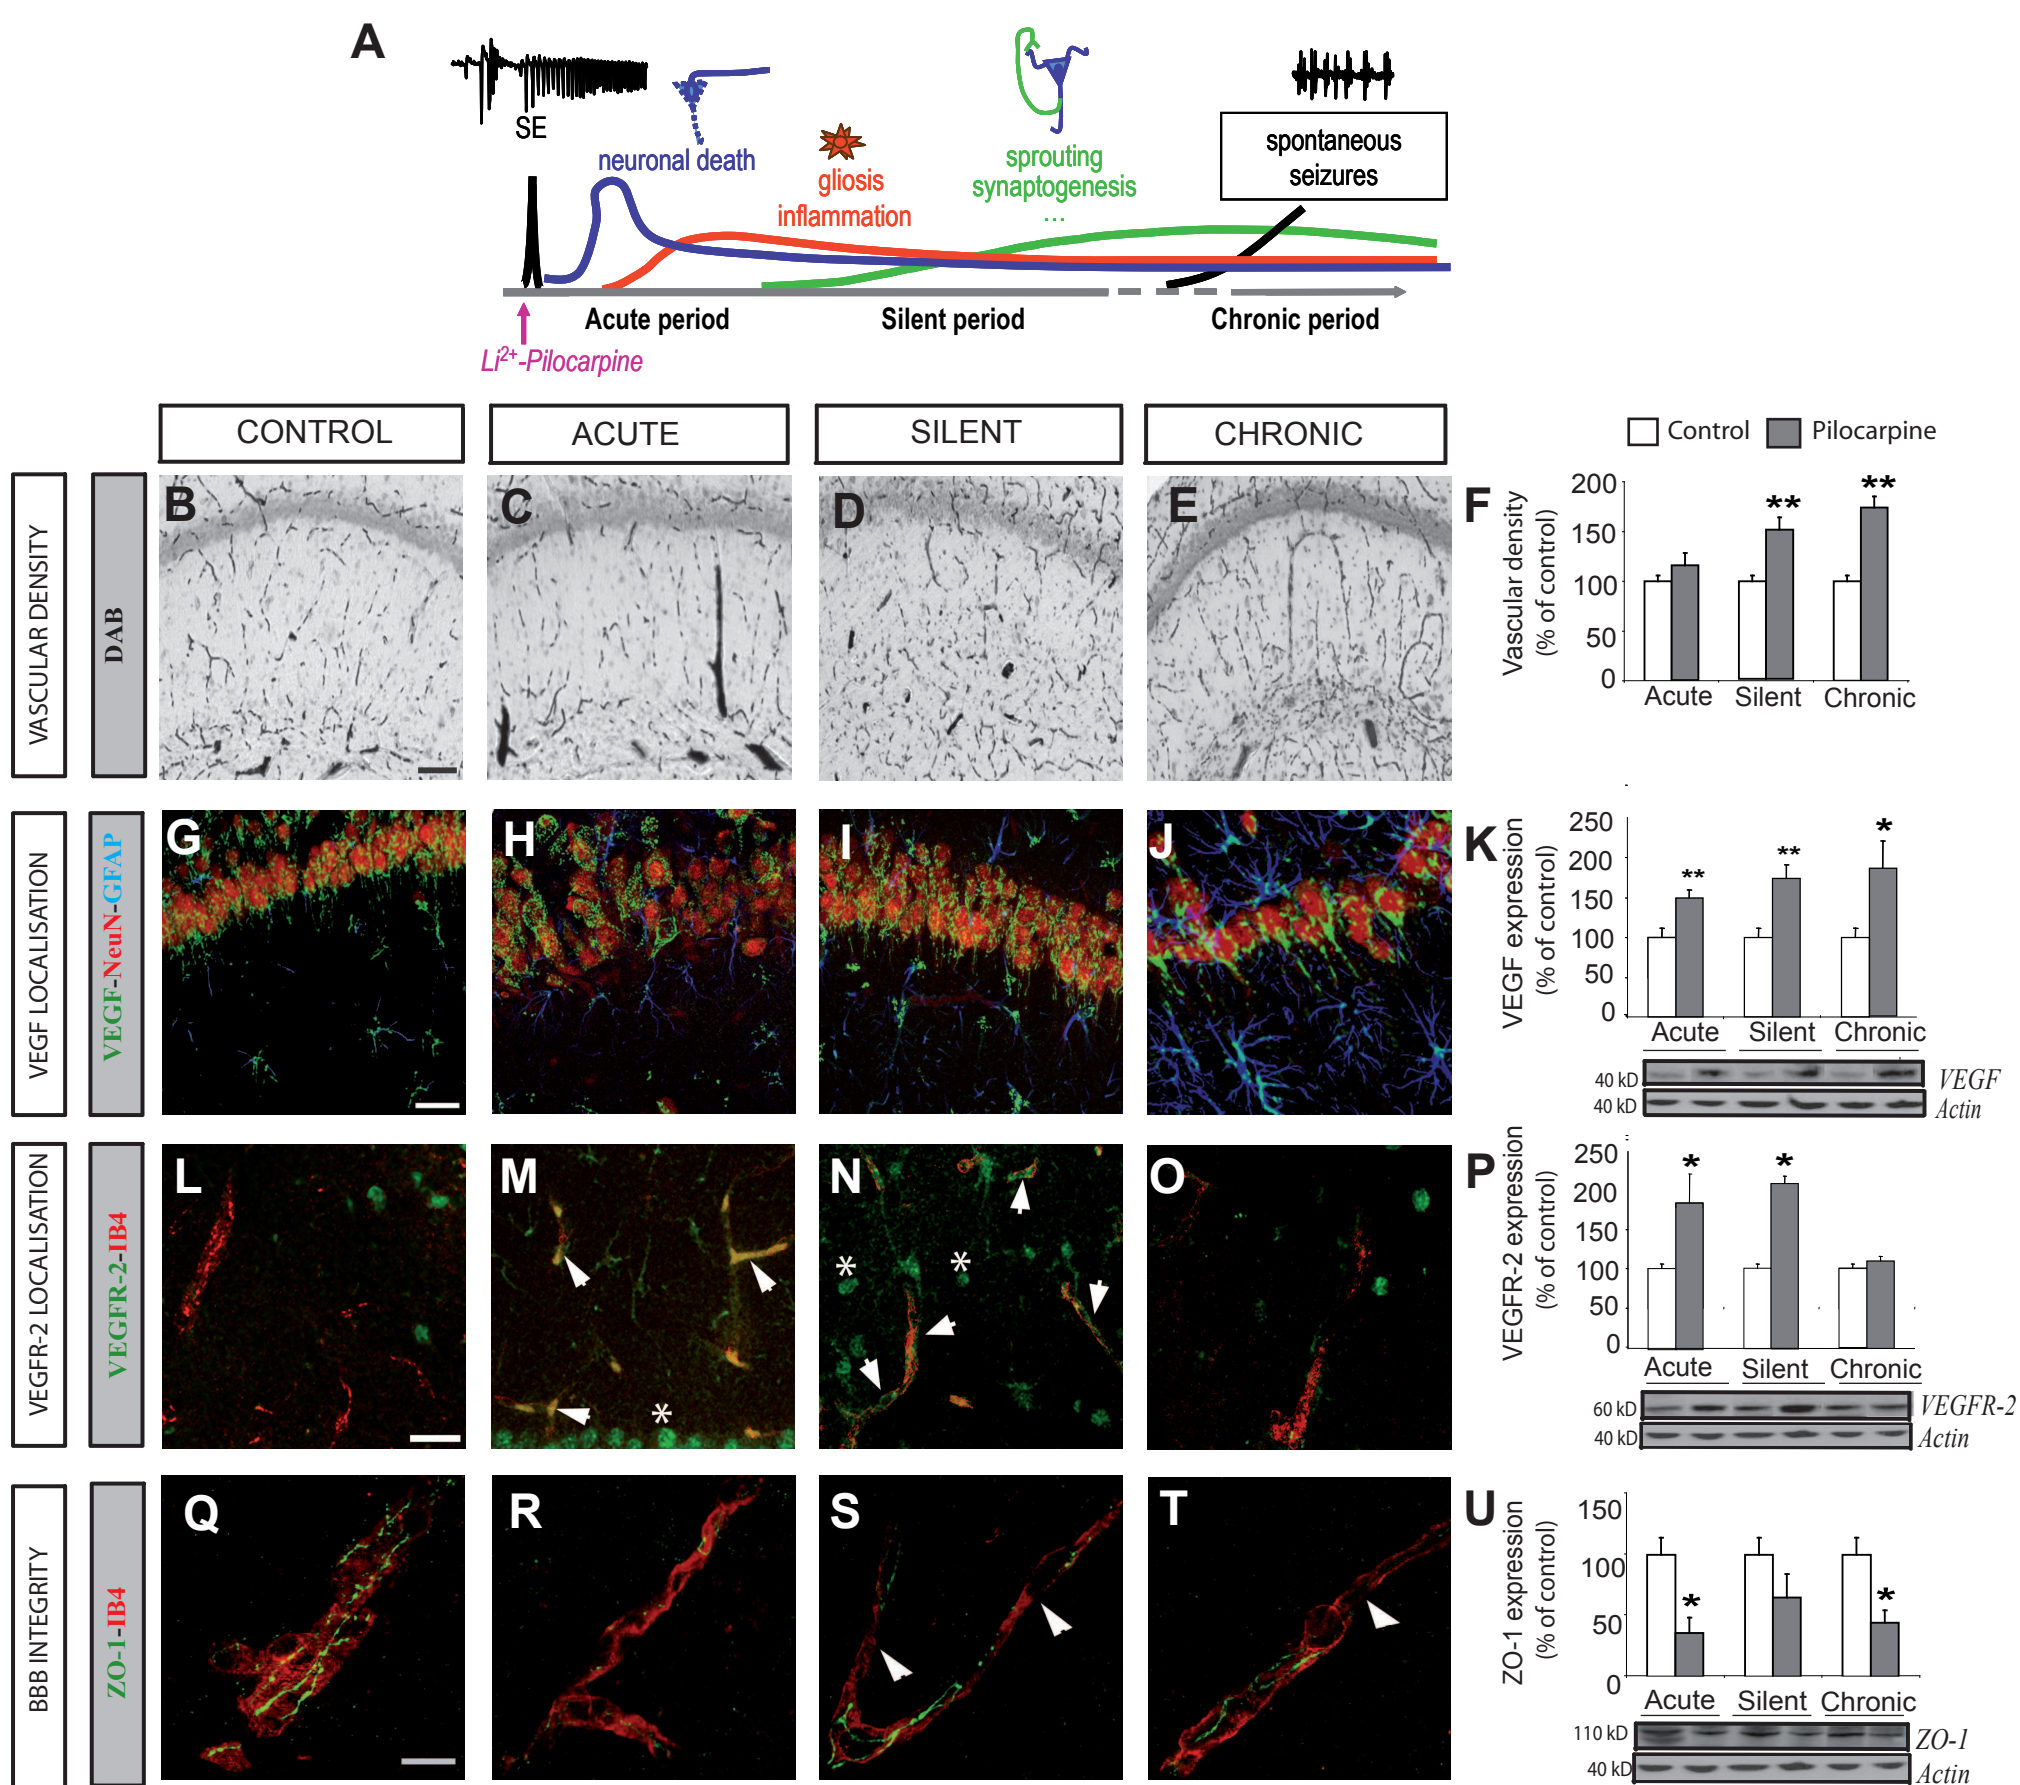 A
SE
neuronal death
gliosis
inflammation
sprouting
synaptogenesis
...
spontaneous
seizures
Acute period
Silent period
Chronic period
Li2+-Pilocarpine
CONTROL
ACUTE
SILENT
CHRONIC
Control
Pilocarpine
VASCULAR DENSITY
DAB
B
C
D
E
F
Vascular density
(% of control)
200
150
100
50
0
**
**
Acute
Silent
Chronic
VEGF LOCALISATION
VEGF-NeuN-GFAP
G
H
I
J
K
VEGF expression
(% of control)
250
200
150
100
50
0
**
**
*
Acute
Silent
Chronic
40 kD
VEGF
40 kD
Actin
VEGFR-2 LOCALISATION
VEGFR-2-IB4
L
M
*
N
*
*
O
P
VEGFR-2 expression
(% of control)
250
200
150
100
50
0
*
*
Acute
Silent
Chronic
60 kD
VEGFR-2
40 kD
Actin
BBB INTEGRITY
ZO-1-IB4
Q
R
S
T
U
ZO-1 expression
(% of control)
150
100
50
0
*
*
Acute
Silent
Chronic
110 kD
ZO-1
40 kD
Actin